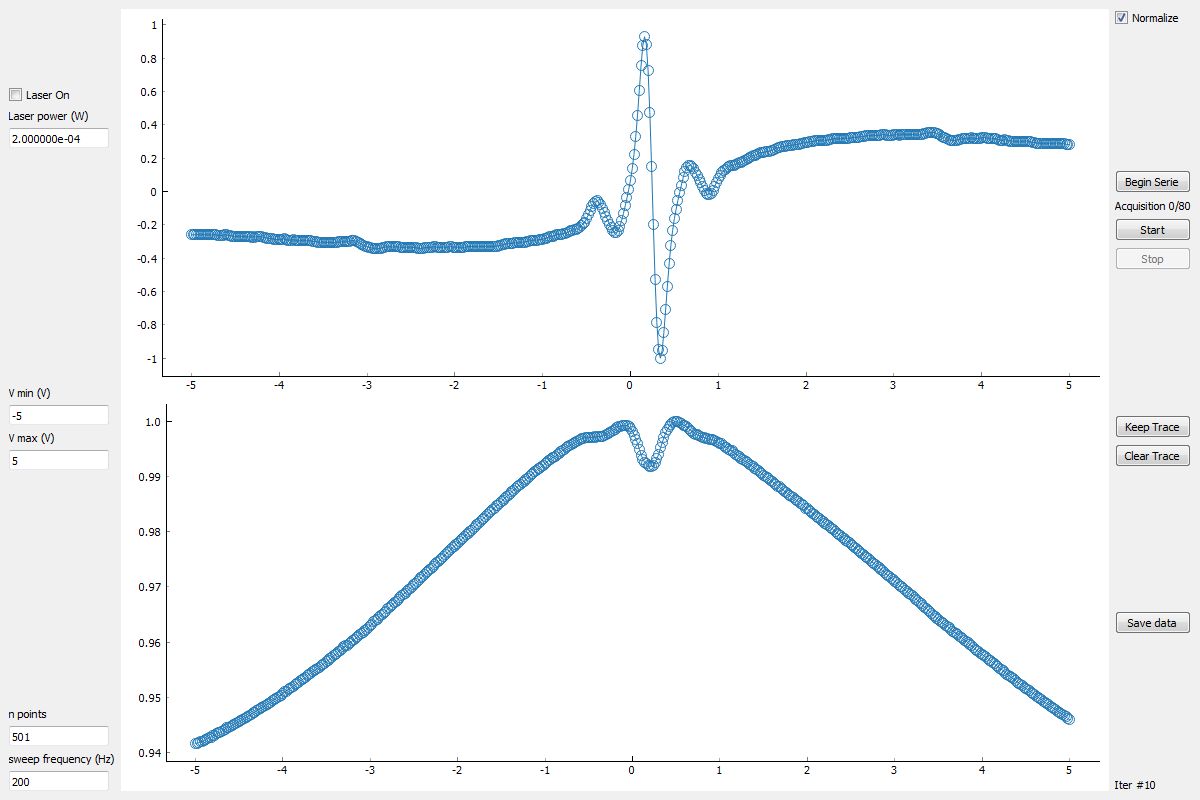 Normalize
Laser On
Laser power (W)
2.000000e-04
1
0.8
0.6
0.4
0.2
0
-0.2
-0.4
-0.6
-0.8
-1
-5 -4 -3 -2 -1 0 1 2 3 4 5
Begin Serie
Acquisition 0/80
Start
Stop
V min (V)
-5
V max (V)
5
1.0
0.99
0.98
0.97
0.96
0.95
0.94
-5 -4 -3 -2 -1 0 1 2 3 4 5
Keep Trace
Clear Trace
Save data
n points
501
sweep frequency (Hz)
200
Iter #10